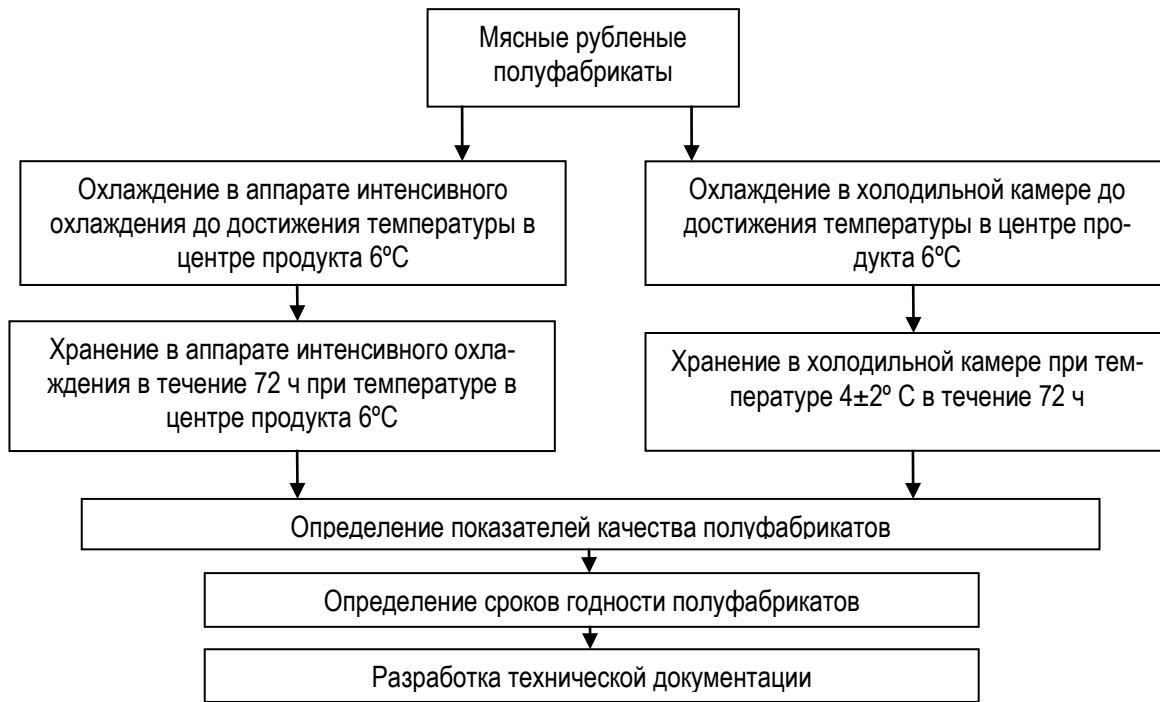 Мясные рубленые
полуфабрикаты
Охлаждение в аппарате интенсивного
охлаждения до достижения температуры в
центре продукта 6ºС
Охлаждение в холодильной камере до
достижения температуры в центре про-
дукта 6ºС
Хранение в аппарате интенсивного охла-
ждения в течение 72 ч при температуре в
центре продукта 6ºС
Хранение в холодильной камере при тем-
пературе 4±2º С в течение 72 ч
Определение показателей качества полуфабрикатов
Определение сроков годности полуфабрикатов
Разработка технической документации